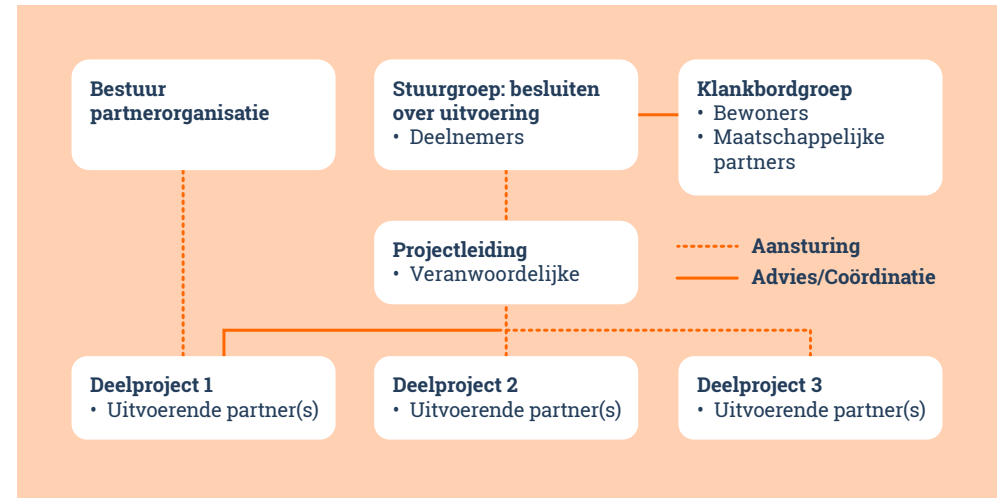 Bestuur
partnerorganisatie
Stuurgroep: besluiten
over uitvoering
• Deelnemers
Klankbordgroep
• Bewoners
• Maatschappelijke
partners
Projectleiding
• Veranwoordelijke
Aansturing
Advies/Coördinatie
Deelproject 1
• Uitvoerende partner(s)
Deelproject 2
• Uitvoerende partner(s)
Deelproject 3
• Uitvoerende partner(s)